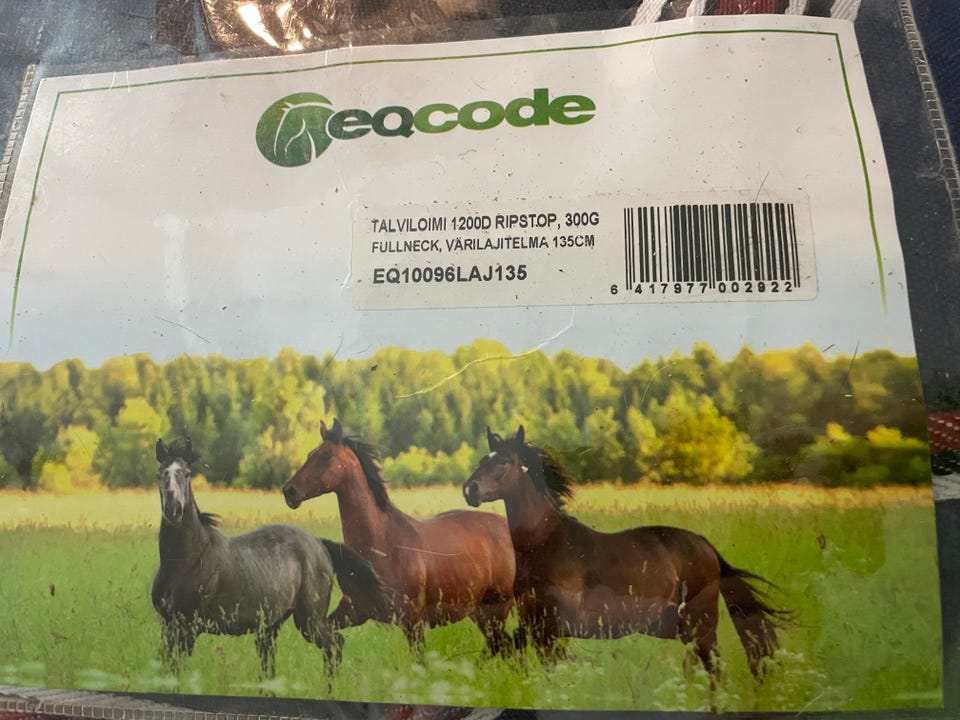 eqcode
TALVILOIMI 1200D RIPSTOP, 300G
FULLNECK, VÄRILAJITELMA 135CM
EQ10096LAJ135
6 417977 002922